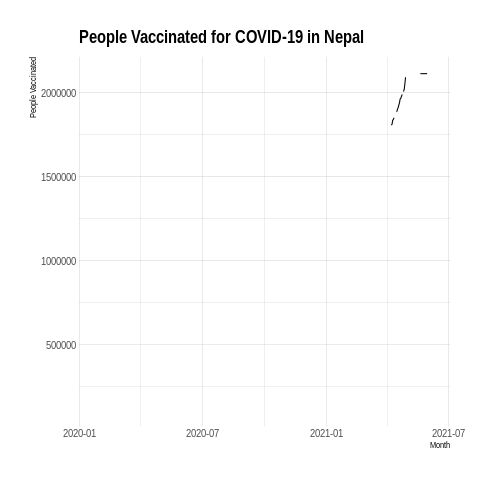 People Vaccinated for COVID-19 in Nepal
People Vaccinated
2000000
1500000
1000000
500000
2020-01
2020-07
2021-01
2021-07
Month